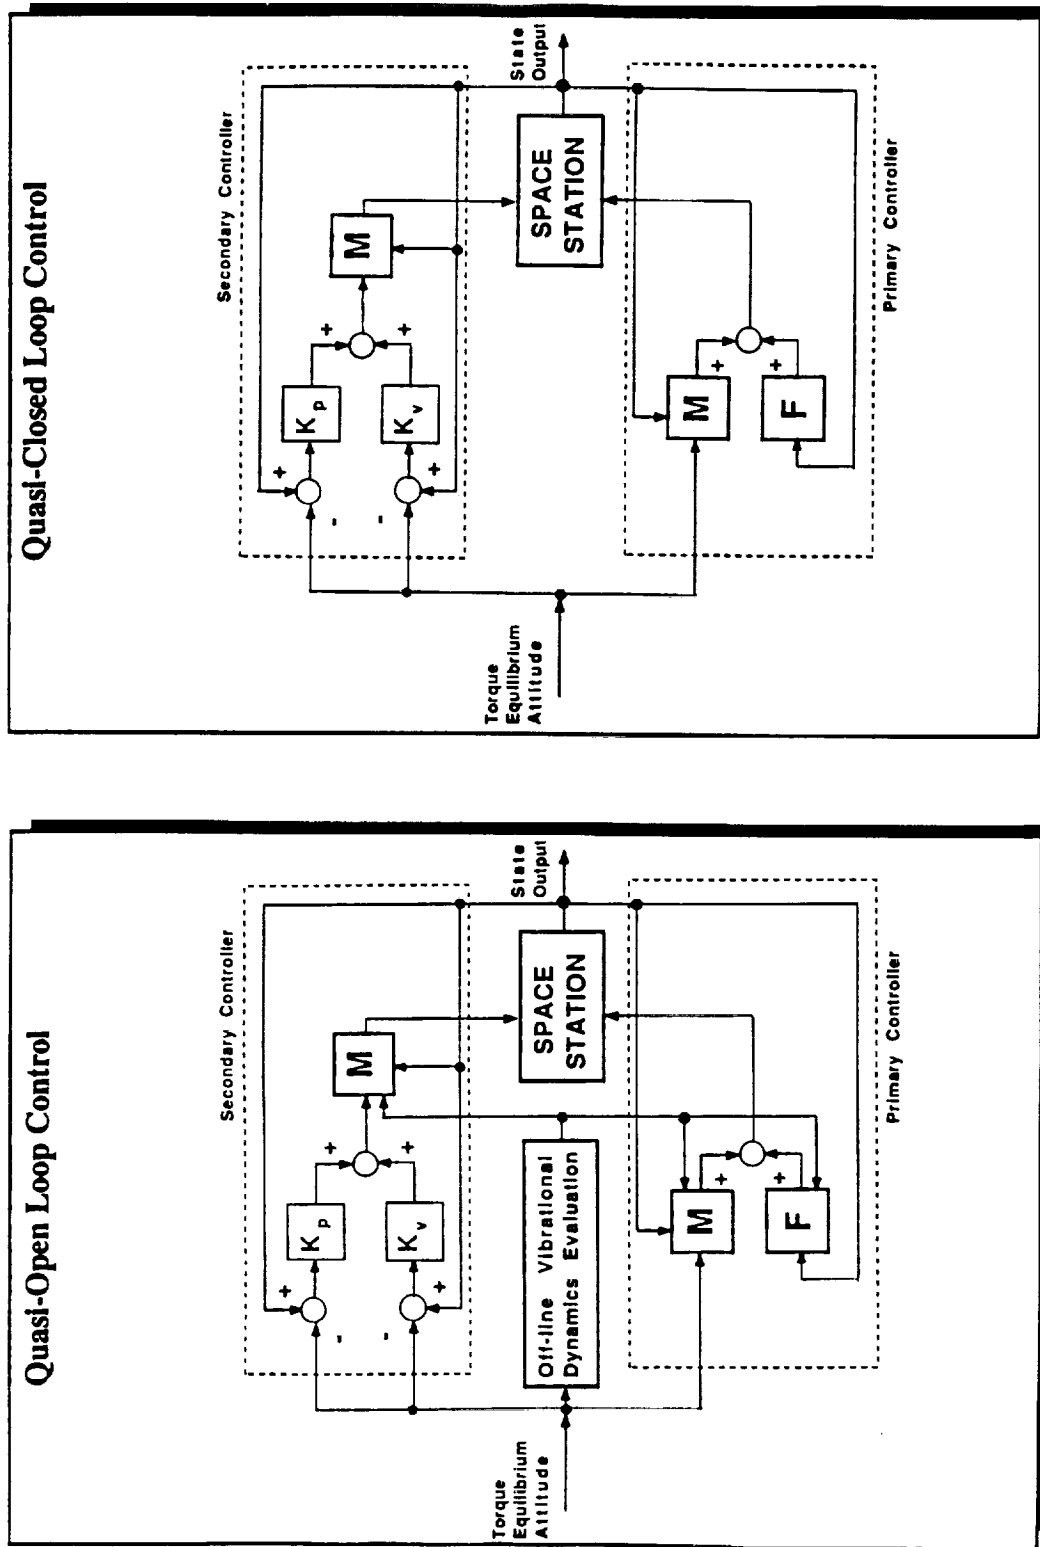 Quasi-Open Loop Control
Secondary Controller
State
Output
+
+
+
+
-
-
K p
K v
M
SPACE
STATION
Off-line Vibrational
Dynamics Evaluation
Torque
Equilibrium
Attitude
M
F
+
+
Primary Controller
Quasi-Closed Loop Control
Secondary Controller
State
Output
+
+
+
+
-
-
K p
K v
M
SPACE
STATION
Torque
Equilibrium
Attitude
M
F
+
+
Primary Controller